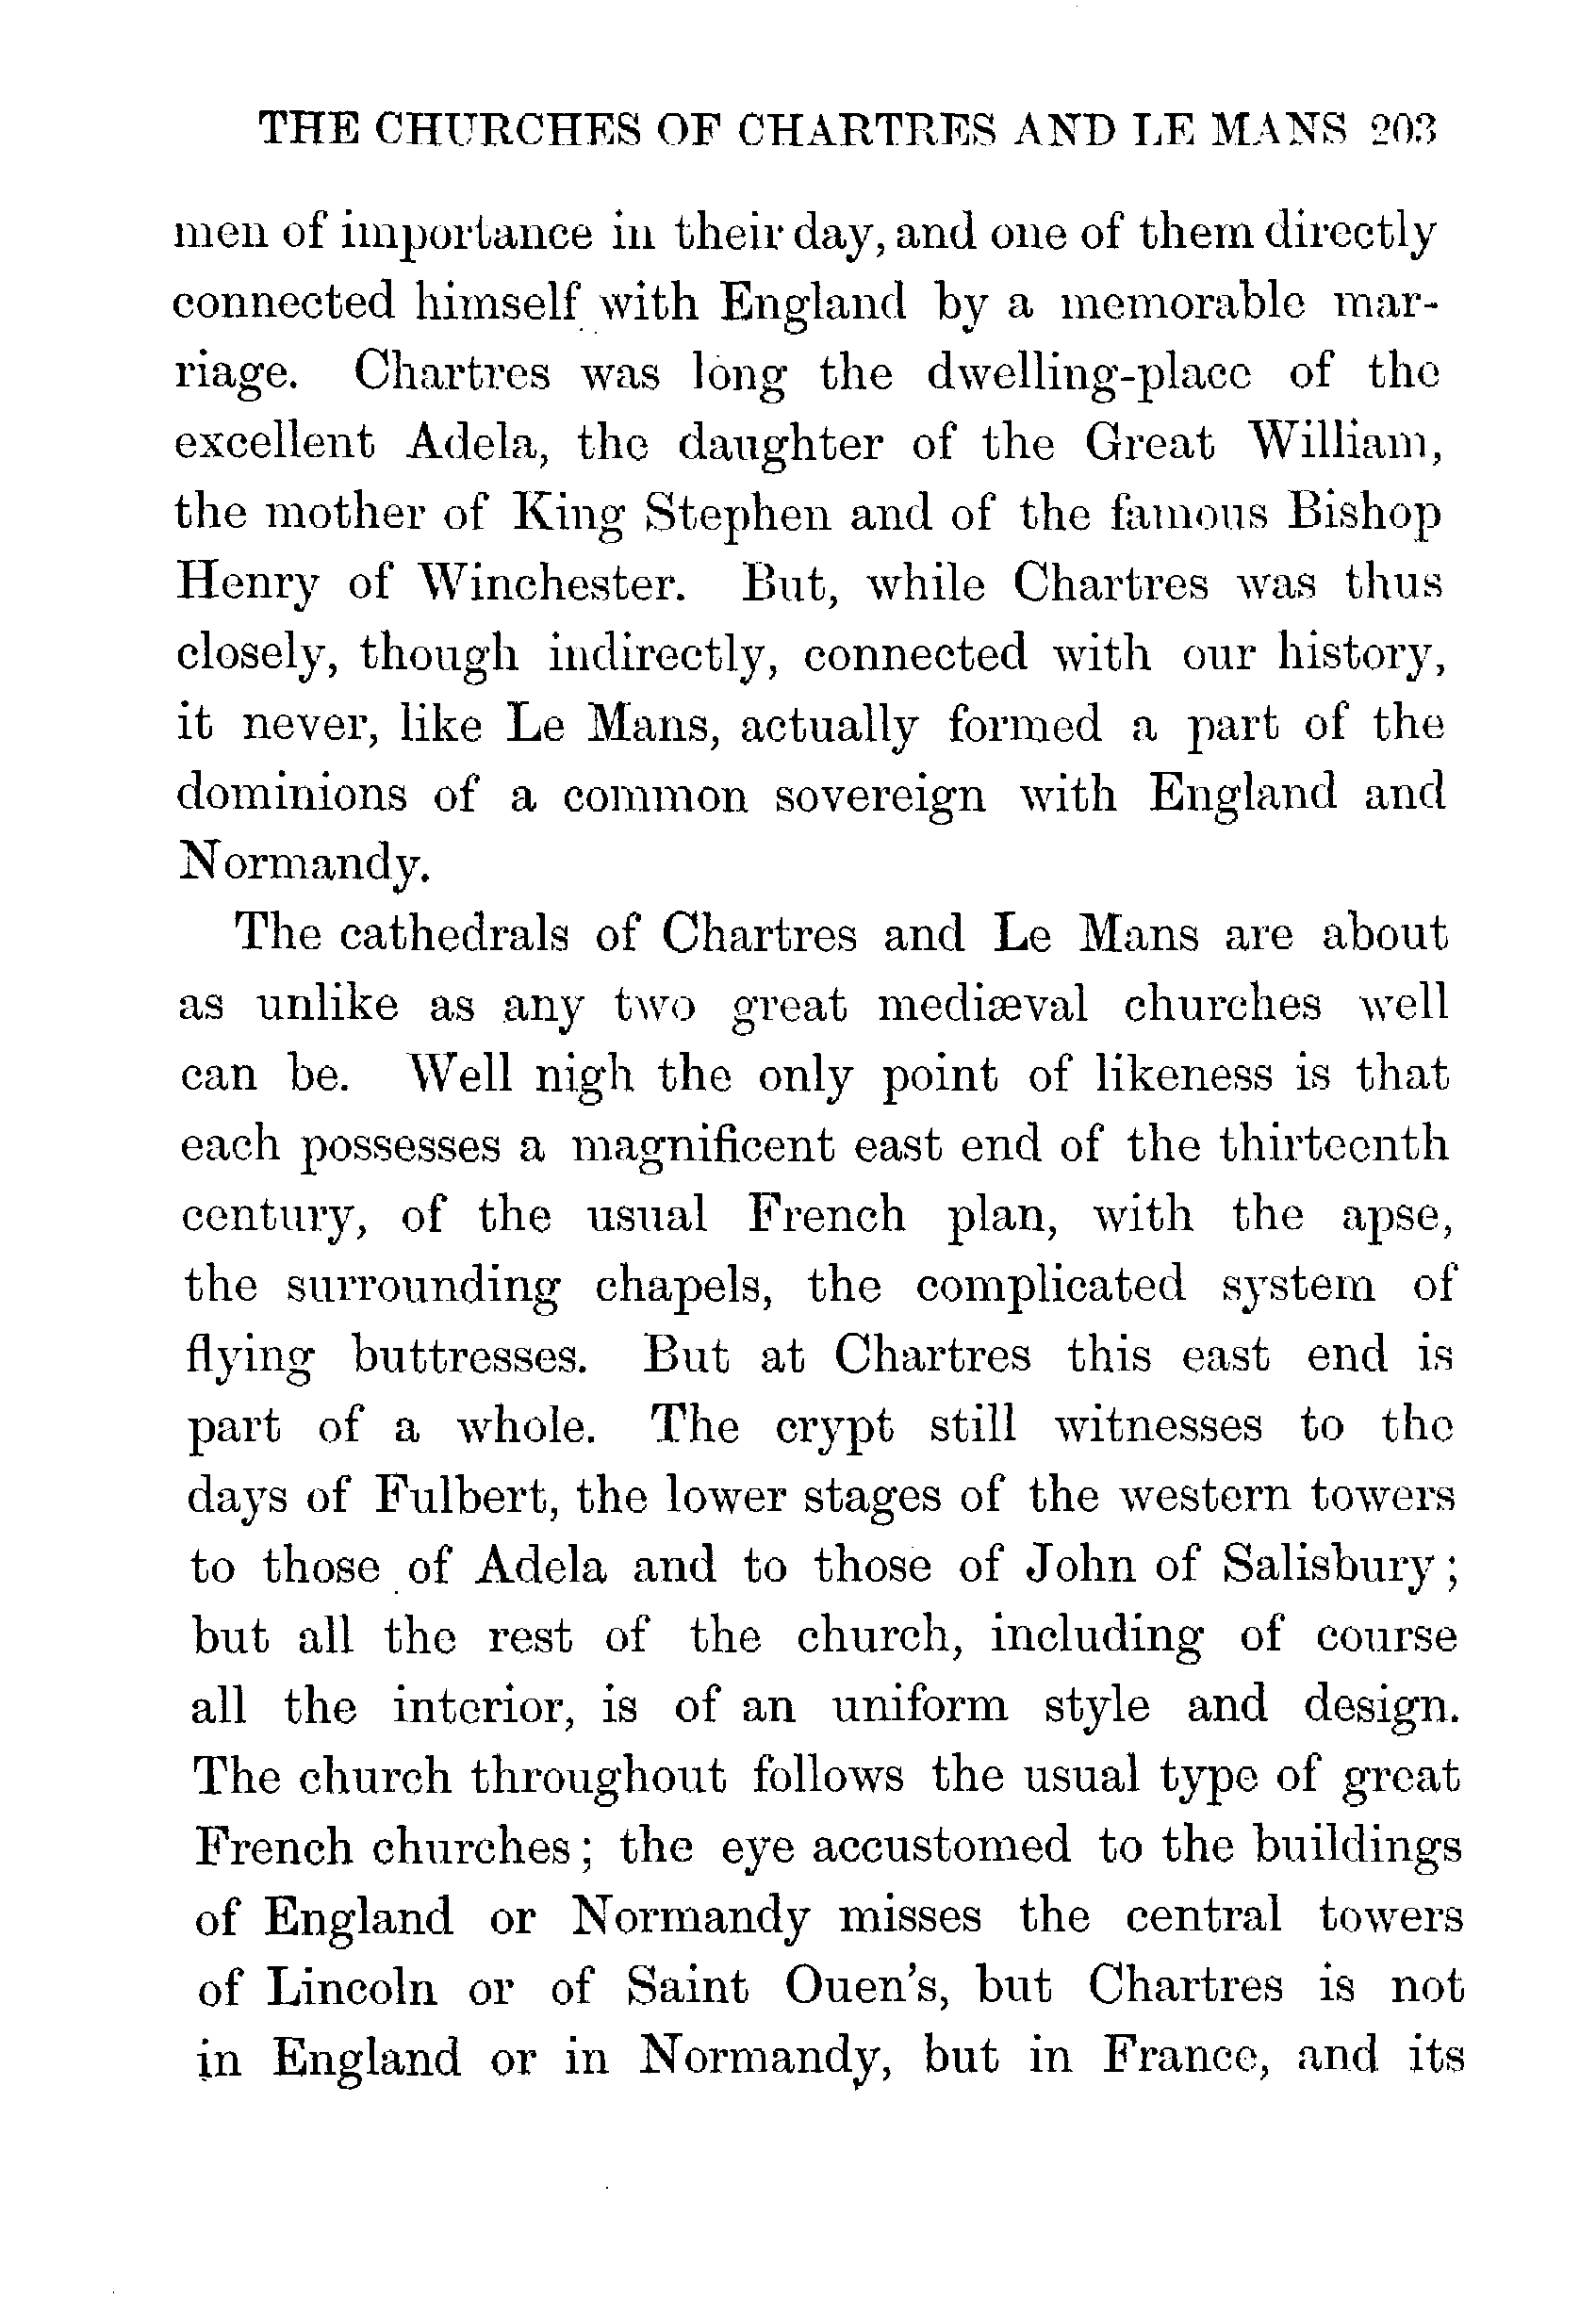 THE CHURCHES OF CHARTRES AND LE MANS 203
men of importance in their day, and one of them directly
connected himself with England by a memorable mar-
riage. Chartres was long the dwelling-place of the
excellent Adela, the daughter of the Great William,
the mother of King Stephen and of the famous Bishop
Henry of Winchester. But, while Chartres was thus
closely, though indirectly, connected with our history,
it never, like Le Mans, actually formed a part of the
dominions of a common sovereign with England and
Normandy.
The cathedrals of Chartres and Le Mans are about
as unlike as any two great mediæval churches well
can be. Well nigh the only point of likeness is that
each possesses a magnificent east end of the thirteenth
century, of the usual French plan, with the apse,
the surrounding chapels, the complicated system of
flying buttresses. But at Chartres this east end is
part of a whole. The crypt still witnesses to the
days of Fulbert, the lower stages of the western towers
to those of Adela and to those of John of Salisbury;
but all the rest of the church, including of course
all the interior, is of an uniform style and design.
The church throughout follows the usual type of great
French churches; the eye accustomed to the buildings
of England or Normandy misses the central towers
of Lincoln or of Saint Ouen's, but Chartres is not
in England or in Normandy, but in France, and its